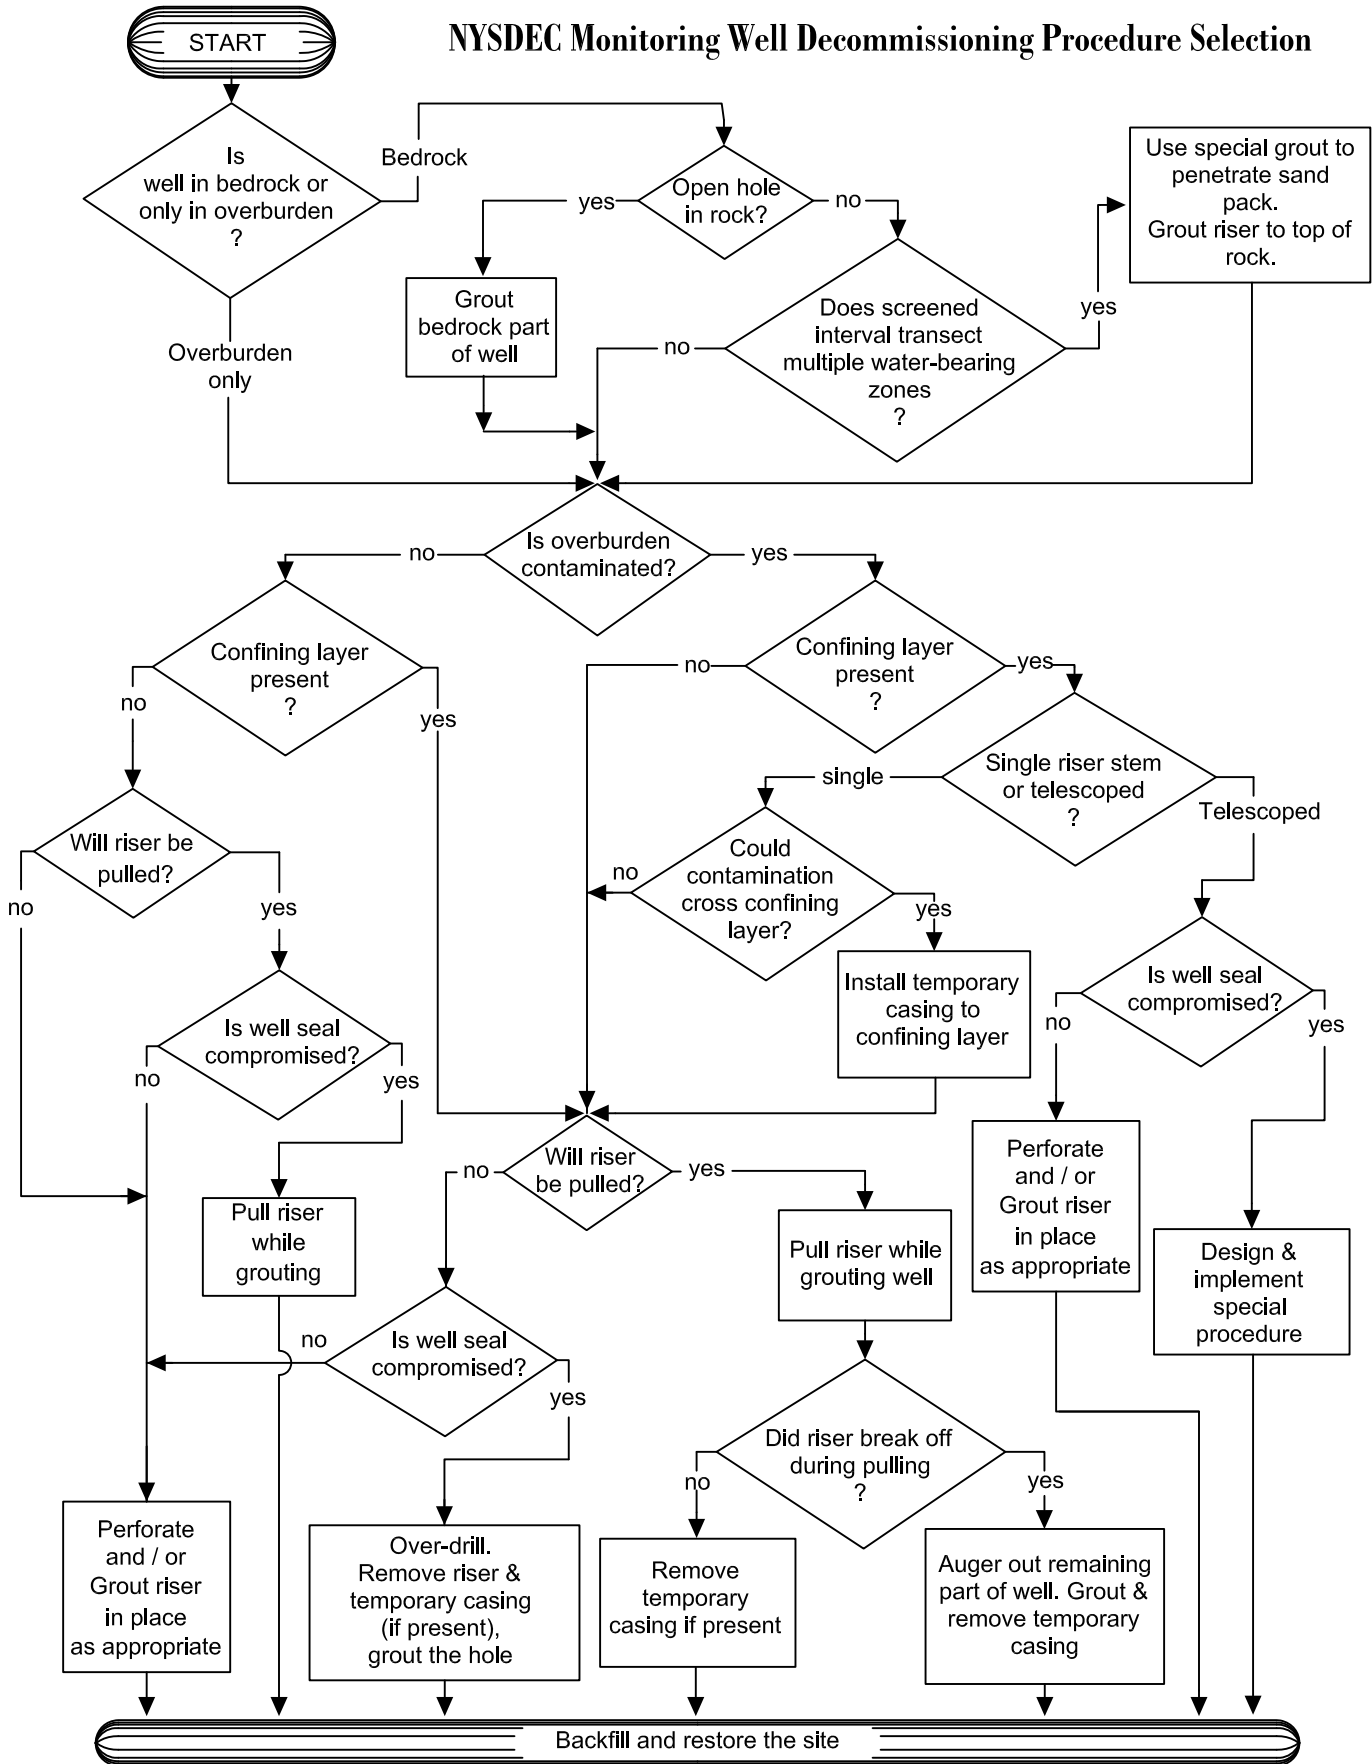 START
NYSDEC Monitoring Well Decommissioning Procedure Selection
Is
well in bedrock or
only in overburden
?
Bedrock
Overburden
only
Open hole
in rock?
yes
no
Grout
bedrock part
of well
Does screened
interval transect
multiple water-bearing
zones
?
no
yes
Use special grout to
penetrate sand
pack.
Grout riser to top of
rock.
Is overburden
contaminated?
no
yes
Confining layer
present
?
no
yes
Confining layer
present
?
no
yes
Single riser stem
or telescoped
?
single
Telescoped
Will riser be
pulled?
no
yes
Could
contamination
cross confining
layer?
no
yes
Install temporary
casing to
confining layer
Is well seal
compromised?
no
yes
Is well seal
compromised?
no
yes
Pull riser
while
grouting
Will riser
be pulled?
no
yes
Perforate
and / or
Grout riser
in place
as appropriate
Design &
implement
special
procedure
Pull riser while
grouting well
Is well seal
compromised?
no
yes
Did riser break off
during pulling
?
no
yes
Perforate
and / or
Grout riser
in place
as appropriate
Over-drill.
Remove riser &
temporary casing
(if present),
grout the hole
Remove
temporary
casing if present
Auger out remaining
part of well. Grout &
remove temporary
casing
Backfill and restore the site